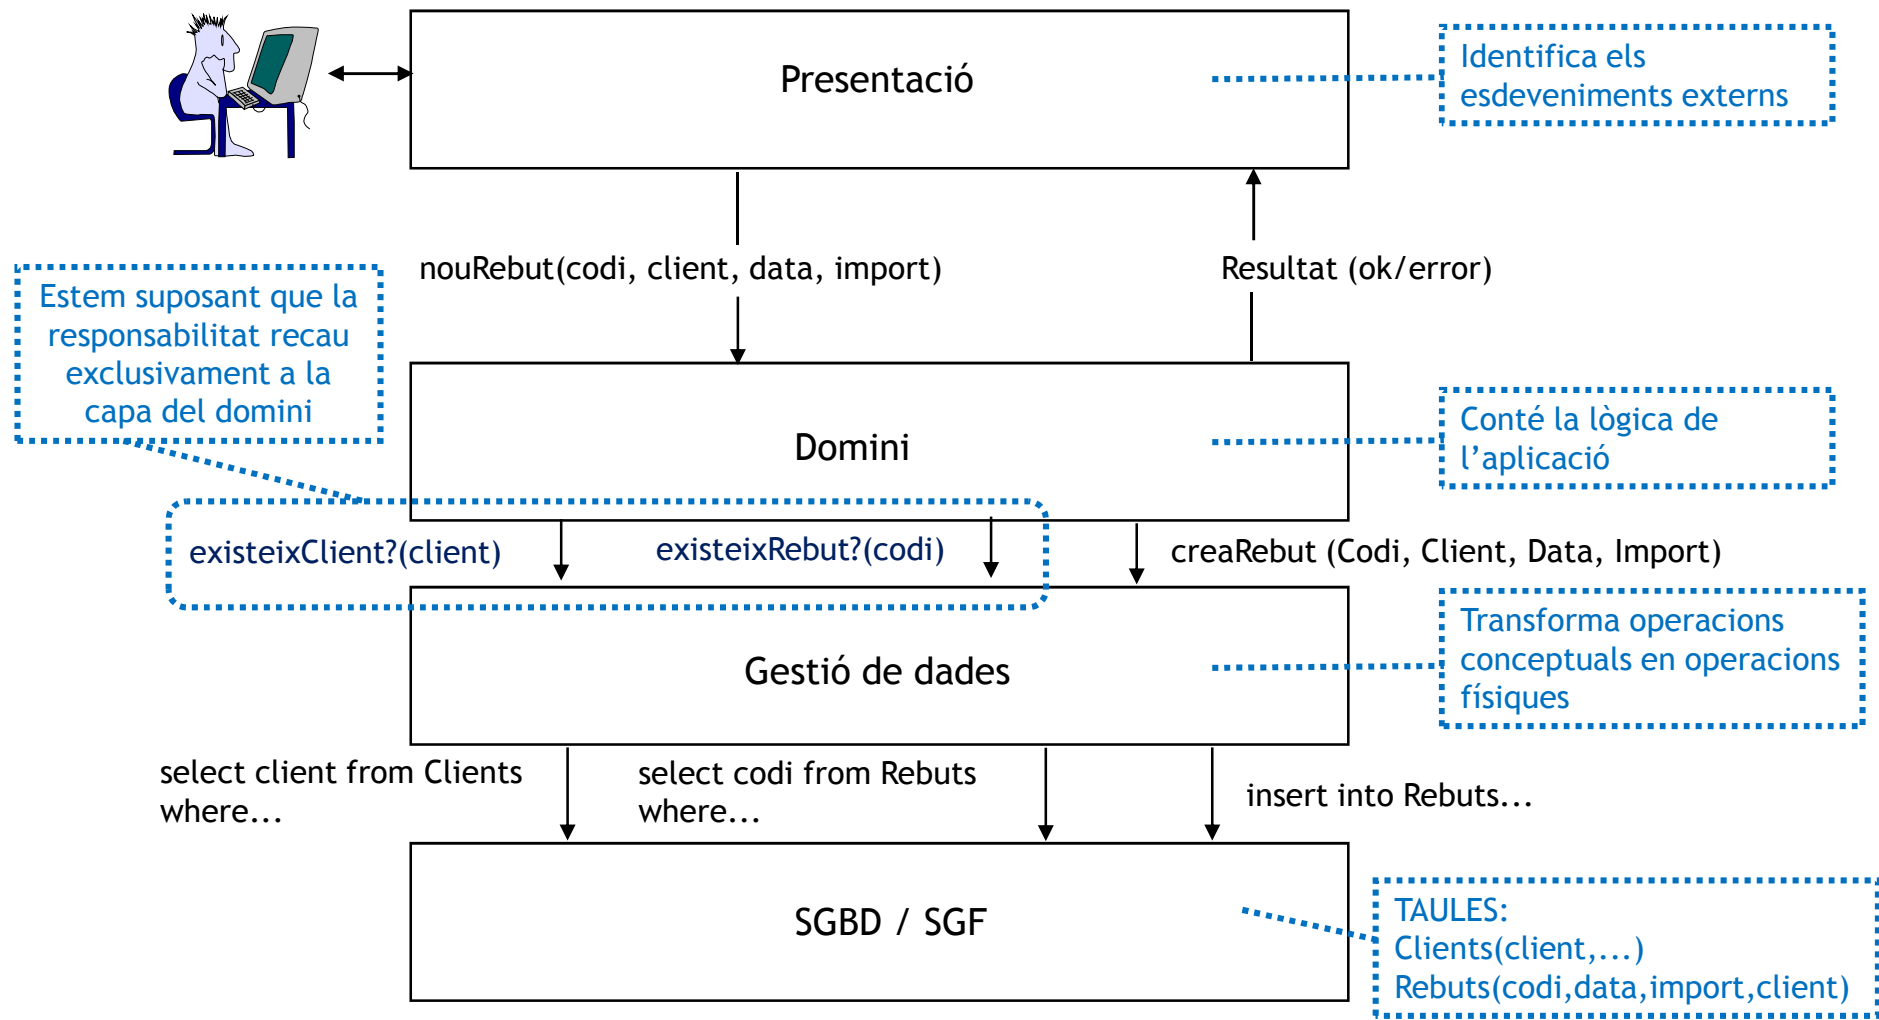 Presentació
Identifica els
esdeveniments externs
nouRebut(codi, client, data, import)
Resultat (ok/error)
Estem suposant que la
responsabilitat recau
exclusivament a la
capa del domini
Domini
Conté la lògica de
l’aplicació
existeixClient?(client)
existeixRebut?(codi)
creaRebut (Codi, Client, Data, Import)
Gestió de dades
Transforma operacions
conceptuals en operacions
físiques
select client from Clients
where...
select codi from Rebuts
where...
insert into Rebuts...
SGBD / SGF
TAULES:
Clients(client,...)
Rebuts(codi,data,import,client)